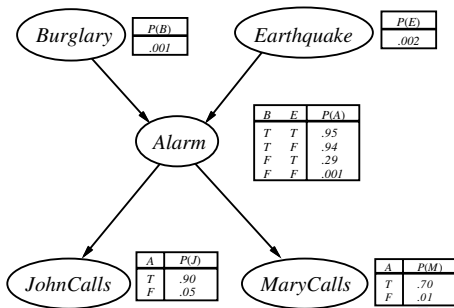 Burglary
P(B)
.001
Earthquake
P(E)
.002
Alarm
B E P(A)
T T .95
T F .94
F T .29
F F .001
JohnCalls
A P(J)
T .90
F .05
MaryCalls
A P(M)
T .70
F .01